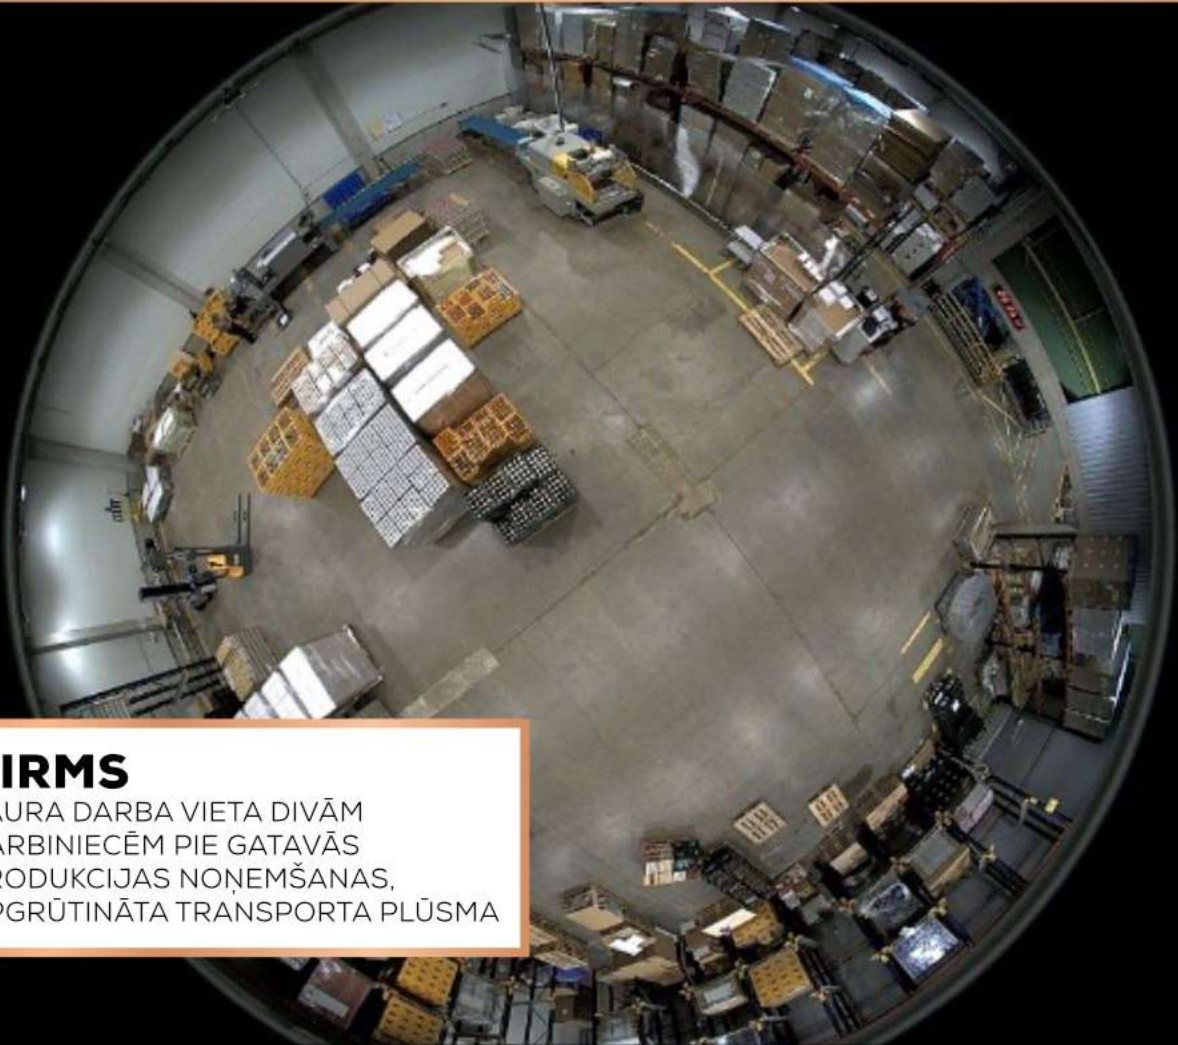 IRMS
AURA DARBA VIETA DIVĀM
ARBINIECĒM PIE GATAVĀS
RODUKCIJAS NOŅEMŠANAS,
PGRŪTINĀTA TRANSPORTA PLŪSMA